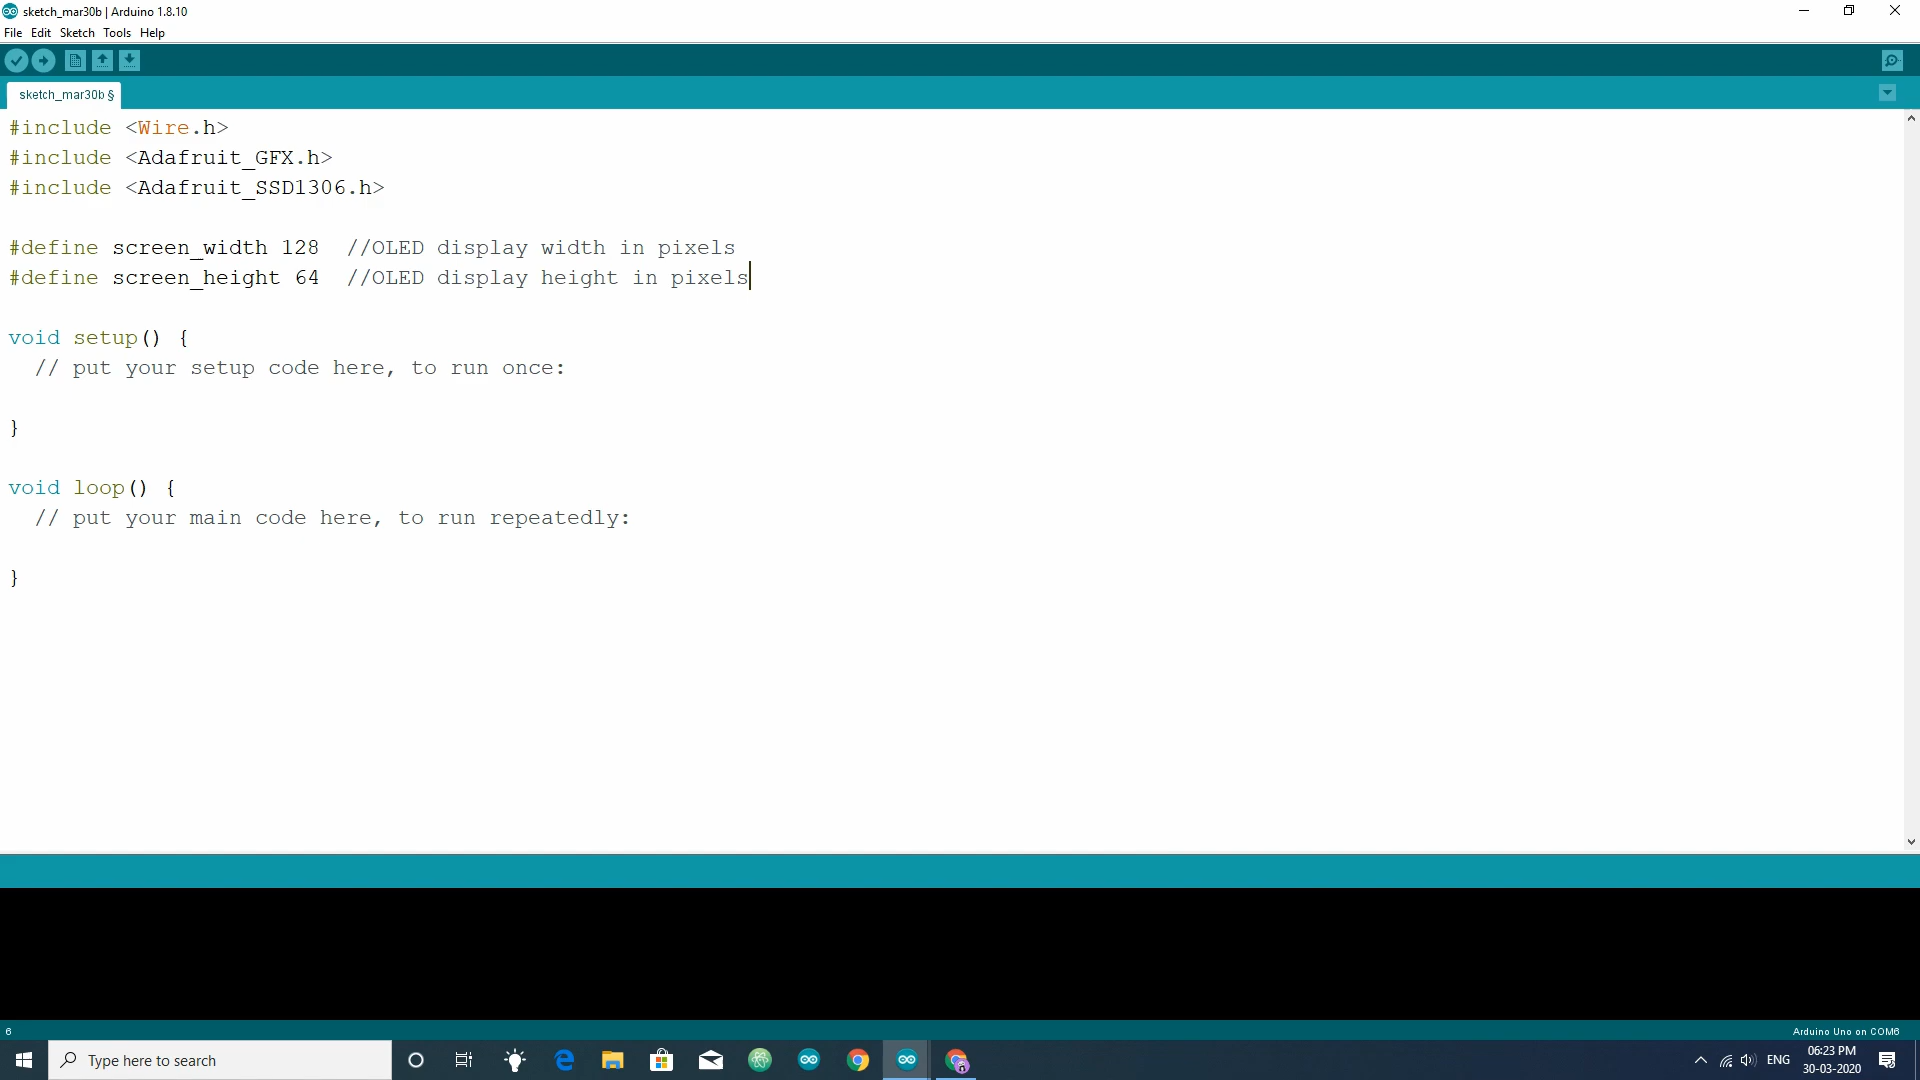 sketch_mar30b | Arduino 1.8.10
File Edit Sketch Tools Help
sketch_mar30b §
#include <Wire.h>
#include <Adafruit_GFX.h>
#include <Adafruit_SSD1306.h>
#define screen_width 128  //OLED display width in pixels
#define screen_height 64  //OLED display height in pixels
void setup() {
  // put your setup code here, to run once:
}
void loop() {
  // put your main code here, to run repeatedly:
}
6
Arduino Uno on COM6
Type here to search
ENG
06:23 PM
30-03-2020